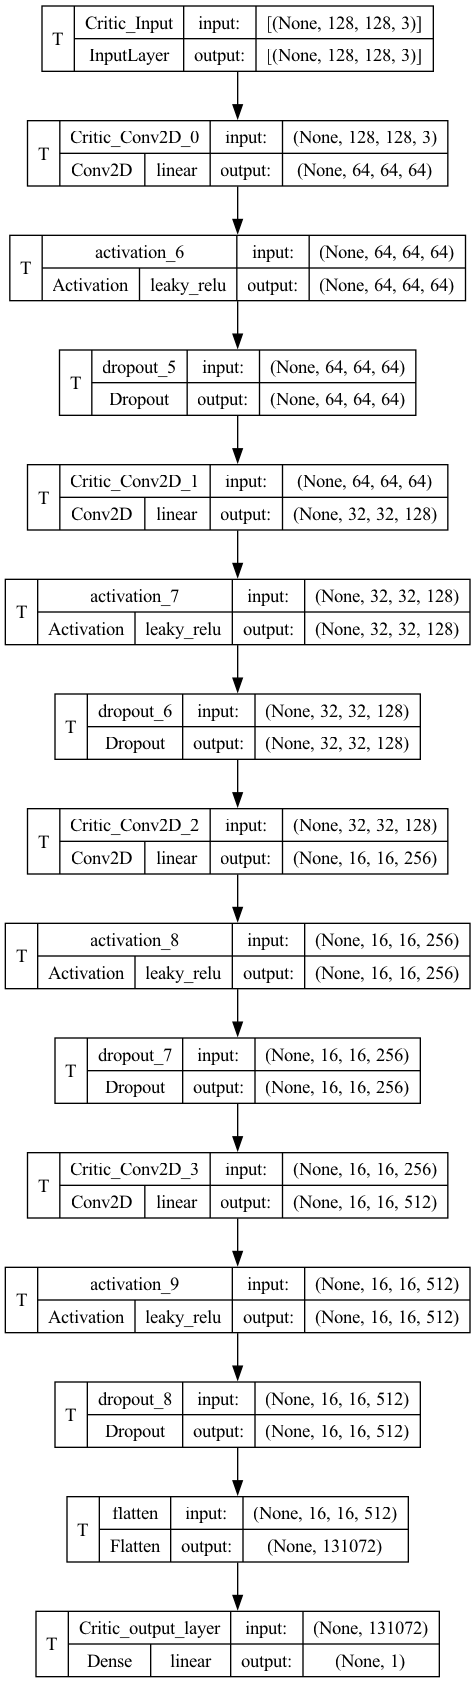 T Critic_Input input: [(None, 128, 128, 3)]
InputLayer output: [(None, 128, 128, 3)]
T Critic_Conv2D_0 input: (None, 128, 128, 3)
Conv2D linear output: (None, 64, 64, 64)
T activation_6 input: (None, 64, 64, 64)
Activation leaky_relu output: (None, 64, 64, 64)
T dropout_5 input: (None, 64, 64, 64)
Dropout output: (None, 64, 64, 64)
T Critic_Conv2D_1 input: (None, 64, 64, 64)
Conv2D linear output: (None, 32, 32, 128)
T activation_7 input: (None, 32, 32, 128)
Activation leaky_relu output: (None, 32, 32, 128)
T dropout_6 input: (None, 32, 32, 128)
Dropout output: (None, 32, 32, 128)
T Critic_Conv2D_2 input: (None, 32, 32, 128)
Conv2D linear output: (None, 16, 16, 256)
T activation_8 input: (None, 16, 16, 256)
Activation leaky_relu output: (None, 16, 16, 256)
T dropout_7 input: (None, 16, 16, 256)
Dropout output: (None, 16, 16, 256)
T Critic_Conv2D_3 input: (None, 16, 16, 256)
Conv2D linear output: (None, 16, 16, 512)
T activation_9 input: (None, 16, 16, 512)
Activation leaky_relu output: (None, 16, 16, 512)
T dropout_8 input: (None, 16, 16, 512)
Dropout output: (None, 16, 16, 512)
T flatten input: (None, 16, 16, 512)
Flatten output: (None, 131072)
T Critic_output_layer input: (None, 131072)
Dense linear output: (None, 1)